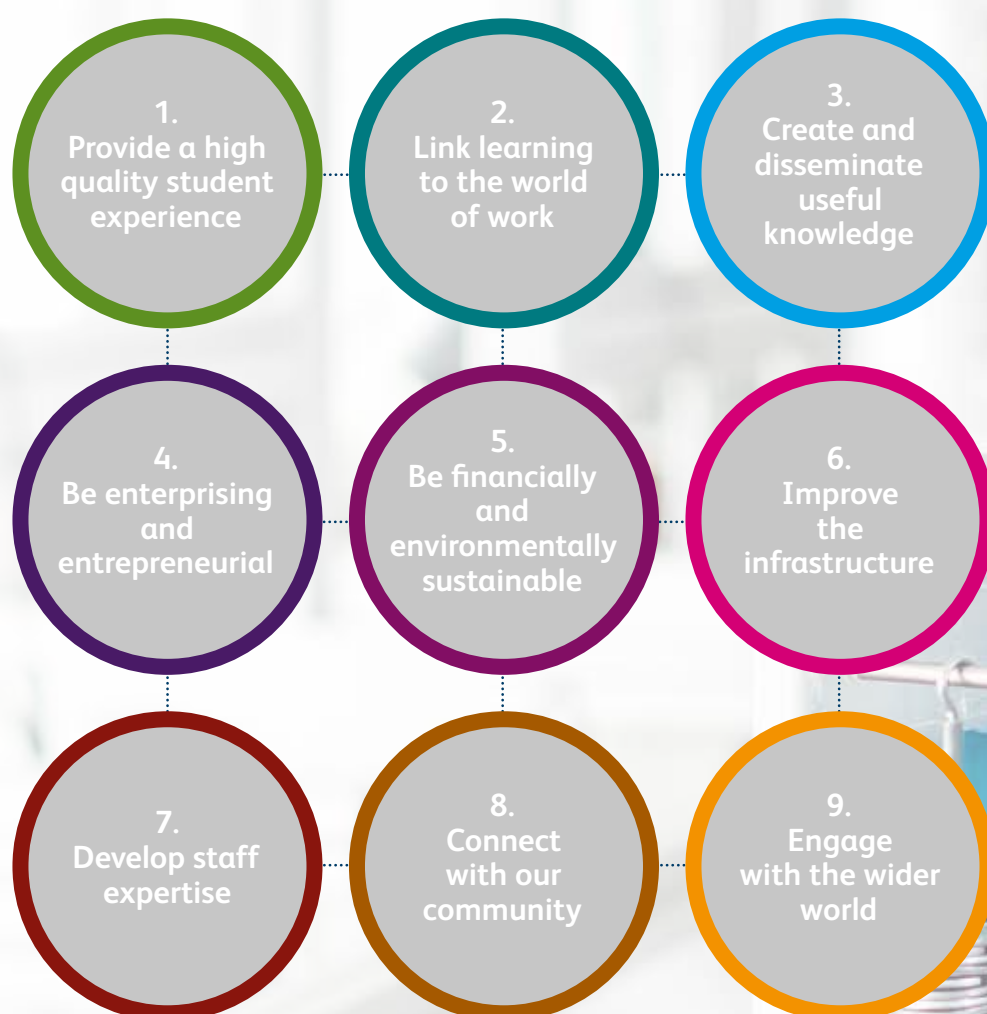 1.
Provide a high
quality student
experience
2.
Link learning
to the world
of work
3.
Create and
disseminate
useful
knowledge
4.
Be enterprising
and
entrepreneurial
5.
Be financially
and
environmentally
sustainable
6.
Improve
the
infrastructure
7.
Develop staff
expertise
8.
Connect
with our
community
9.
Engage
with the wider
world